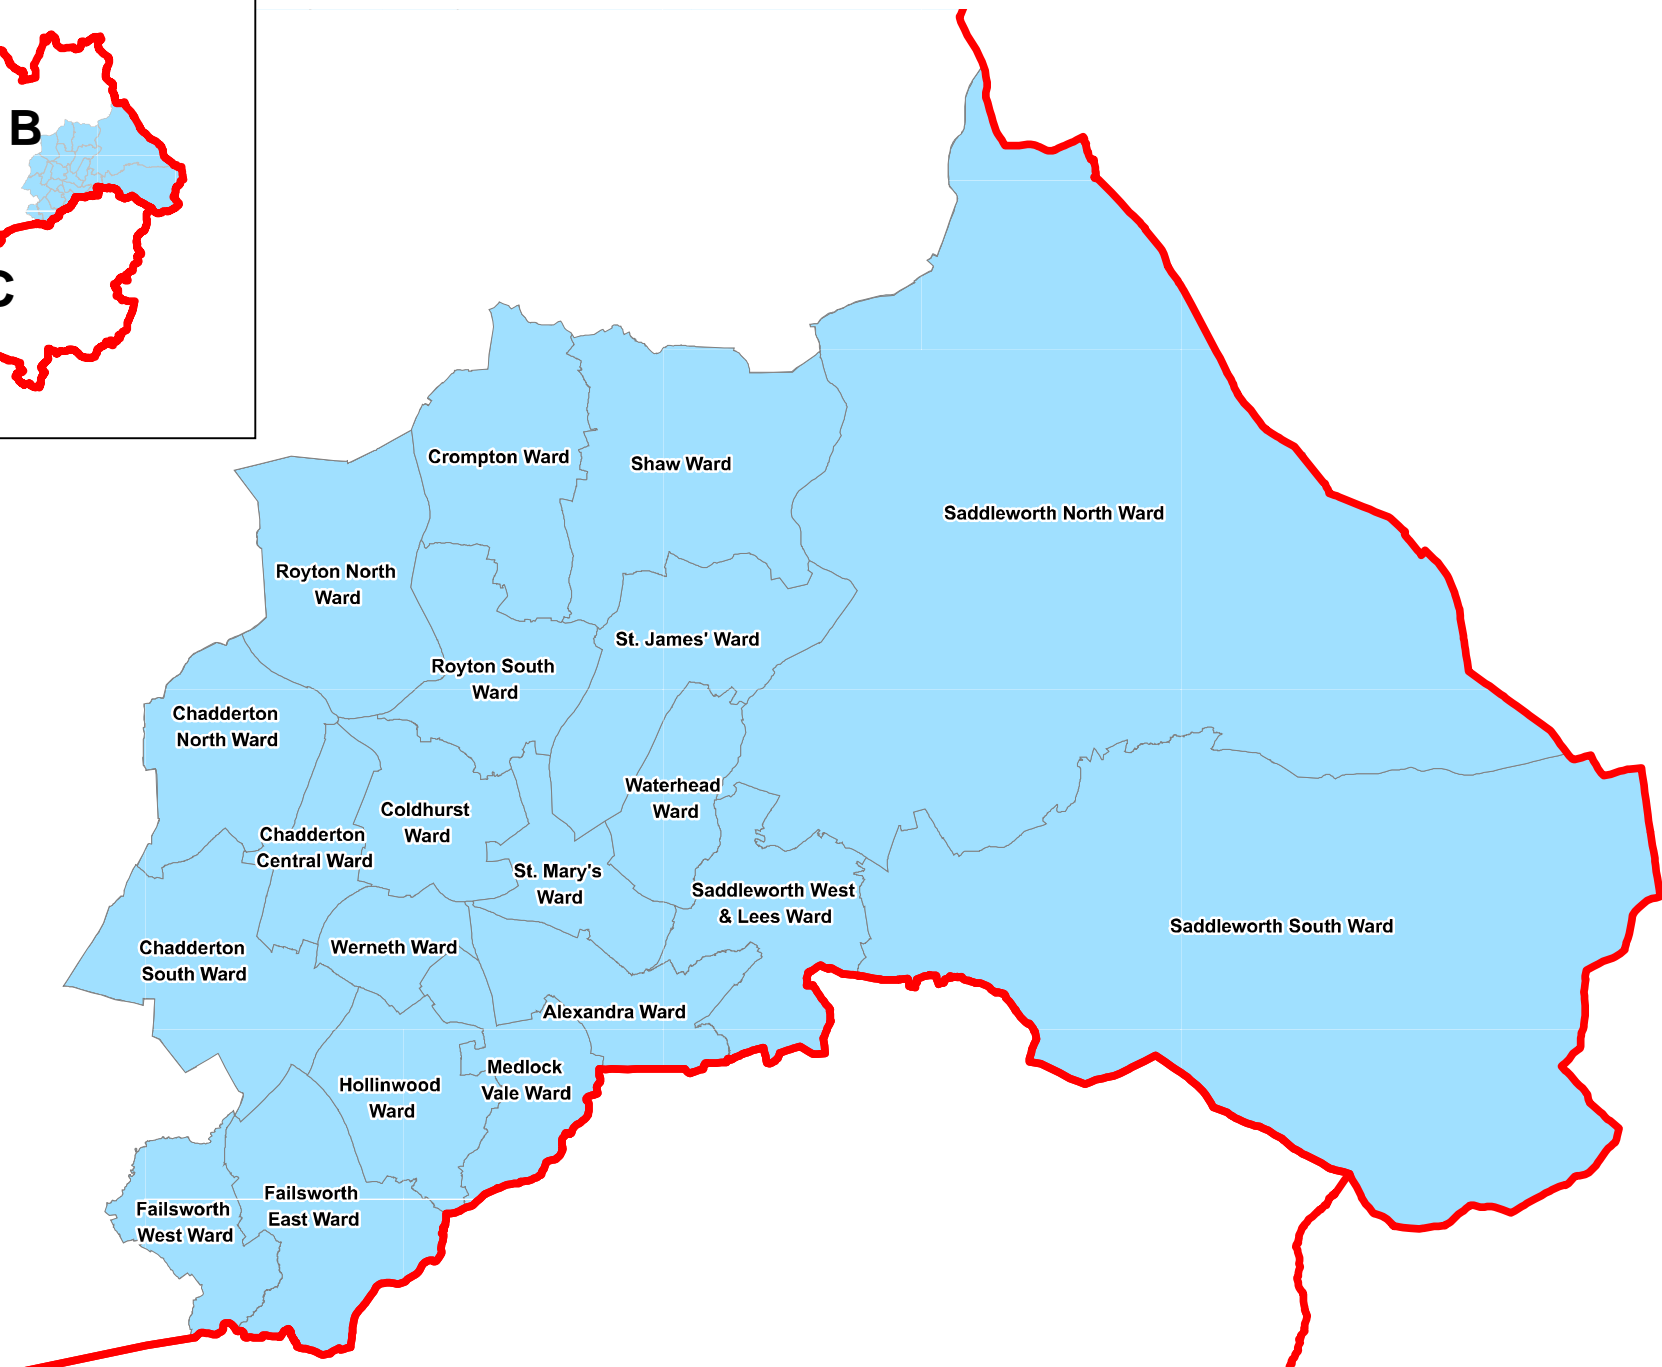 B
C
Crompton Ward
Shaw Ward
Saddleworth North Ward
Royton North
Ward
St. James' Ward
Royton South
Ward
Chadderton
North Ward
Waterhead
Ward
Coldhurst
Ward
Chadderton
Central Ward
St. Mary's
Ward
Saddleworth West
& Lees Ward
Saddleworth South Ward
Chadderton
South Ward
Werneth Ward
Alexandra Ward
Medlock
Vale Ward
Hollinwood
Ward
Failsworth
East Ward
Failsworth
West Ward